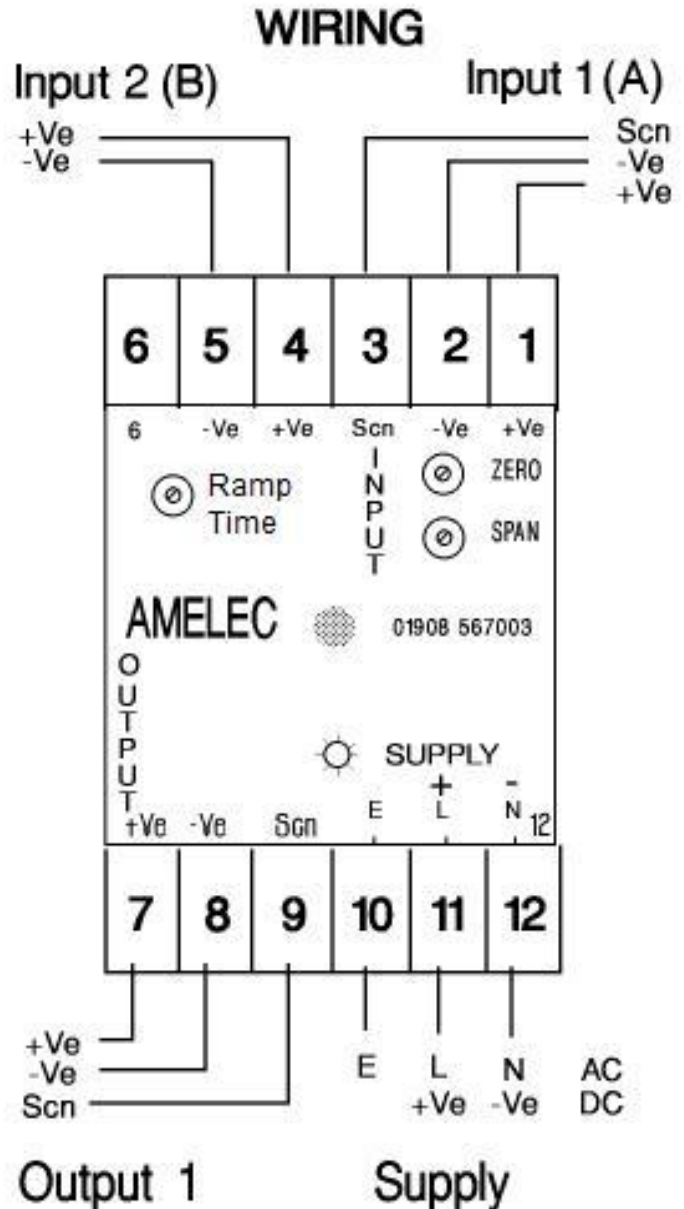 WIRING
Input 2 (B)
Input 1 (A)
+Ve
-Ve
Scn
-Ve
+Ve
6 5 4 3 2 1
6 -Ve +Ve Scn -Ve +Ve
Ramp
Time
INPUT
ZERO
SPAN
AMELEC
01908 567003
OUTPUT
SUPPLY
+ -
+Ve -Ve Scn E L N 12
7 8 9 10 11 12
+Ve
-Ve
Scn
E L N AC
+Ve -Ve DC
Output 1
Supply